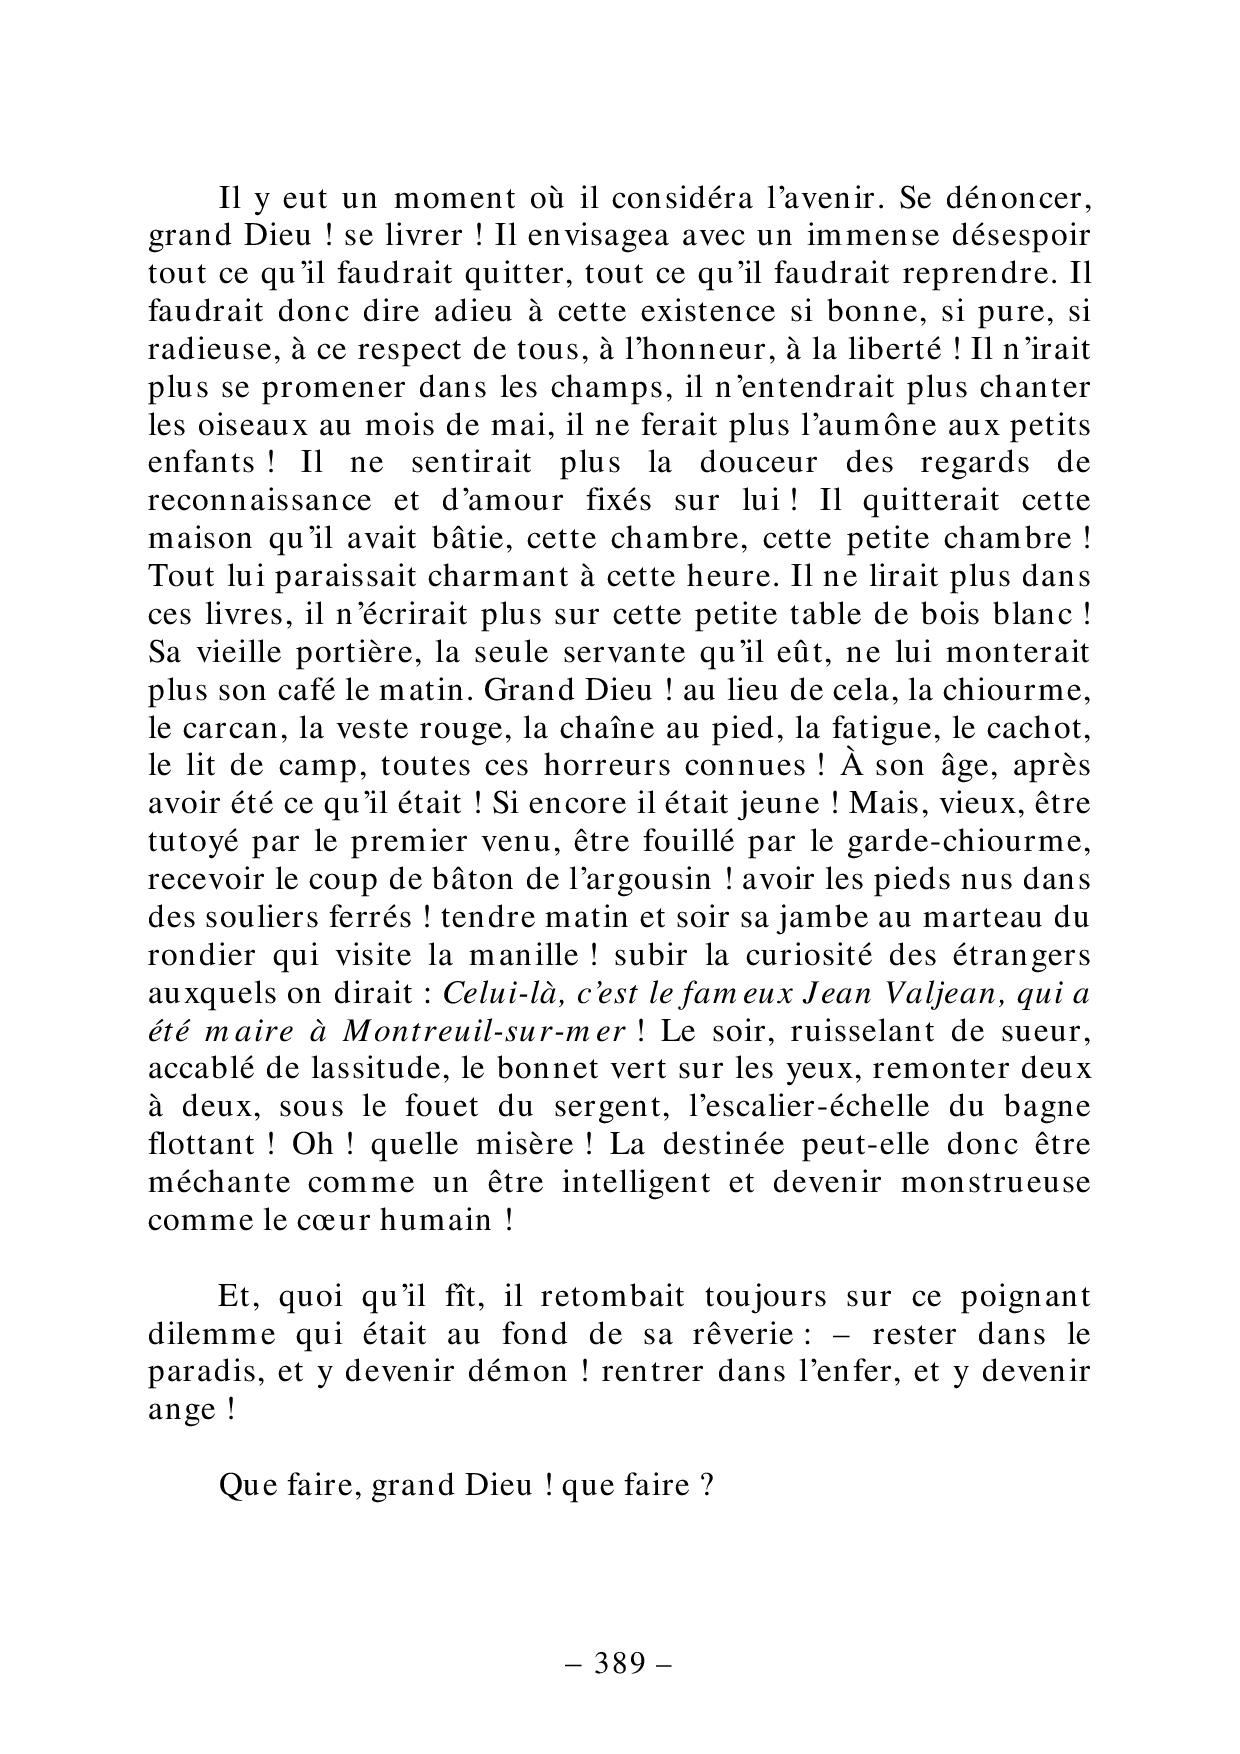 Il y eut un moment où il considéra l’avenir. Se dénoncer,
grand Dieu ! se livrer ! Il envisagea avec un immense désespoir
tout ce qu’il faudrait quitter, tout ce qu’il faudrait reprendre. Il
faudrait donc dire adieu à cette existence si bonne, si pure, si
radieuse, à ce respect de tous, à l’honneur, à la liberté ! Il n’irait
plus se promener dans les champs, il n’entendrait plus chanter
les oiseaux au mois de mai, il ne ferait plus l’aumône aux petits
enfants ! Il ne sentirait plus la douceur des regards de
reconnaissance et d’amour fixés sur lui ! Il quitterait cette
maison qu’il avait bâtie, cette chambre, cette petite chambre !
Tout lui paraissait charmant à cette heure. Il ne lirait plus dans
ces livres, il n’écrirait plus sur cette petite table de bois blanc !
Sa vieille portière, la seule servante qu’il eût, ne lui monterait
plus son café le matin. Grand Dieu ! au lieu de cela, la chiourme,
le carcan, la veste rouge, la chaîne au pied, la fatigue, le cachot,
le lit de camp, toutes ces horreurs connues ! À son âge, après
avoir été ce qu’il était ! Si encore il était jeune ! Mais, vieux, être
tutoyé par le premier venu, être fouillé par le garde-chiourme,
recevoir le coup de bâton de l’argousin ! avoir les pieds nus dans
des souliers ferrés ! tendre matin et soir sa jambe au marteau du
rondier qui visite la manille ! subir la curiosité des étrangers
auxquels on dirait : Celui-là, c’est le fameux Jean Valjean, qui a
été maire à Montreuil-sur-mer ! Le soir, ruisselant de sueur,
accablé de lassitude, le bonnet vert sur les yeux, remonter deux
à deux, sous le fouet du sergent, l’escalier-échelle du bagne
flottant ! Oh ! quelle misère ! La destinée peut-elle donc être
méchante comme un être intelligent et devenir monstrueuse
comme le cœur humain !
Et, quoi qu’il fît, il retombait toujours sur ce poignant
dilemme qui était au fond de sa rêverie : – rester dans le
paradis, et y devenir démon ! rentrer dans l’enfer, et y devenir
ange !
Que faire, grand Dieu ! que faire ?
– 389 –